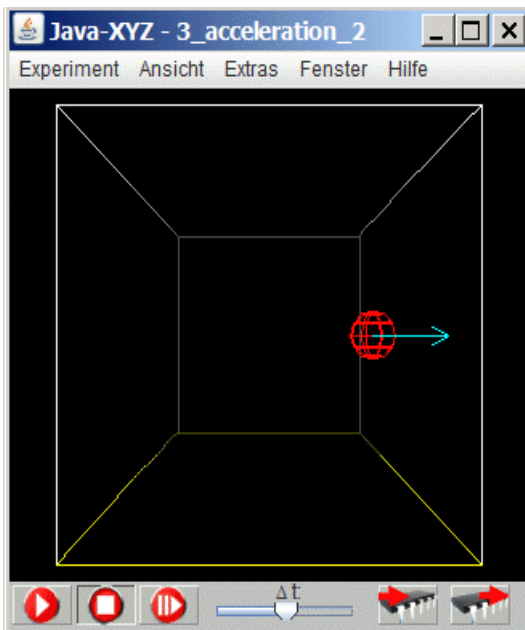 Java-XYZ - 3_acceleration_2
Experiment Ansicht Extras Fenster Hilfe
Δt